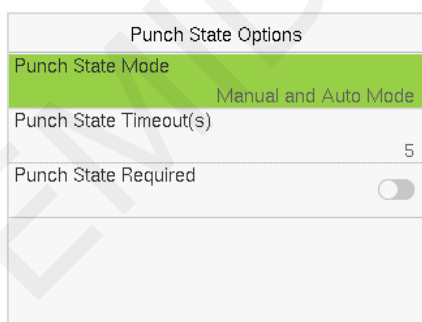 Punch State Options
Punch State Mode
Manual and Auto Mode
Punch State Timeout(s)
5
Punch State Required